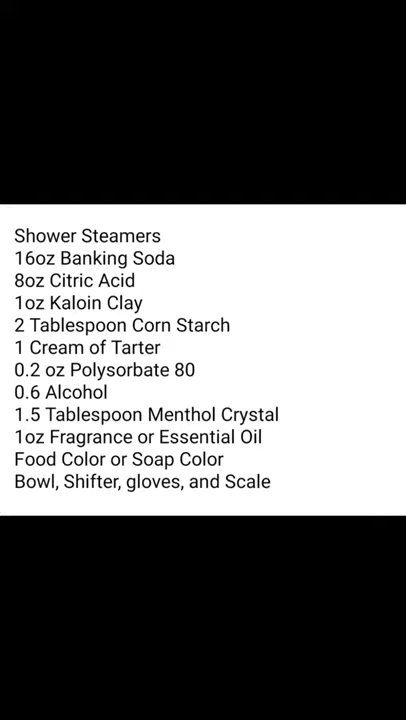 Shower Steamers
16oz Banking Soda
8oz Citric Acid
1oz Kaloin Clay
2 Tablespoon Corn Starch
1 Cream of Tarter
0.2 oz Polysorbate 80
0.6 Alcohol
1.5 Tablespoon Menthol Crystal
1oz Fragrance or Essential Oil
Food Color or Soap Color
Bowl, Shifter, gloves, and Scale